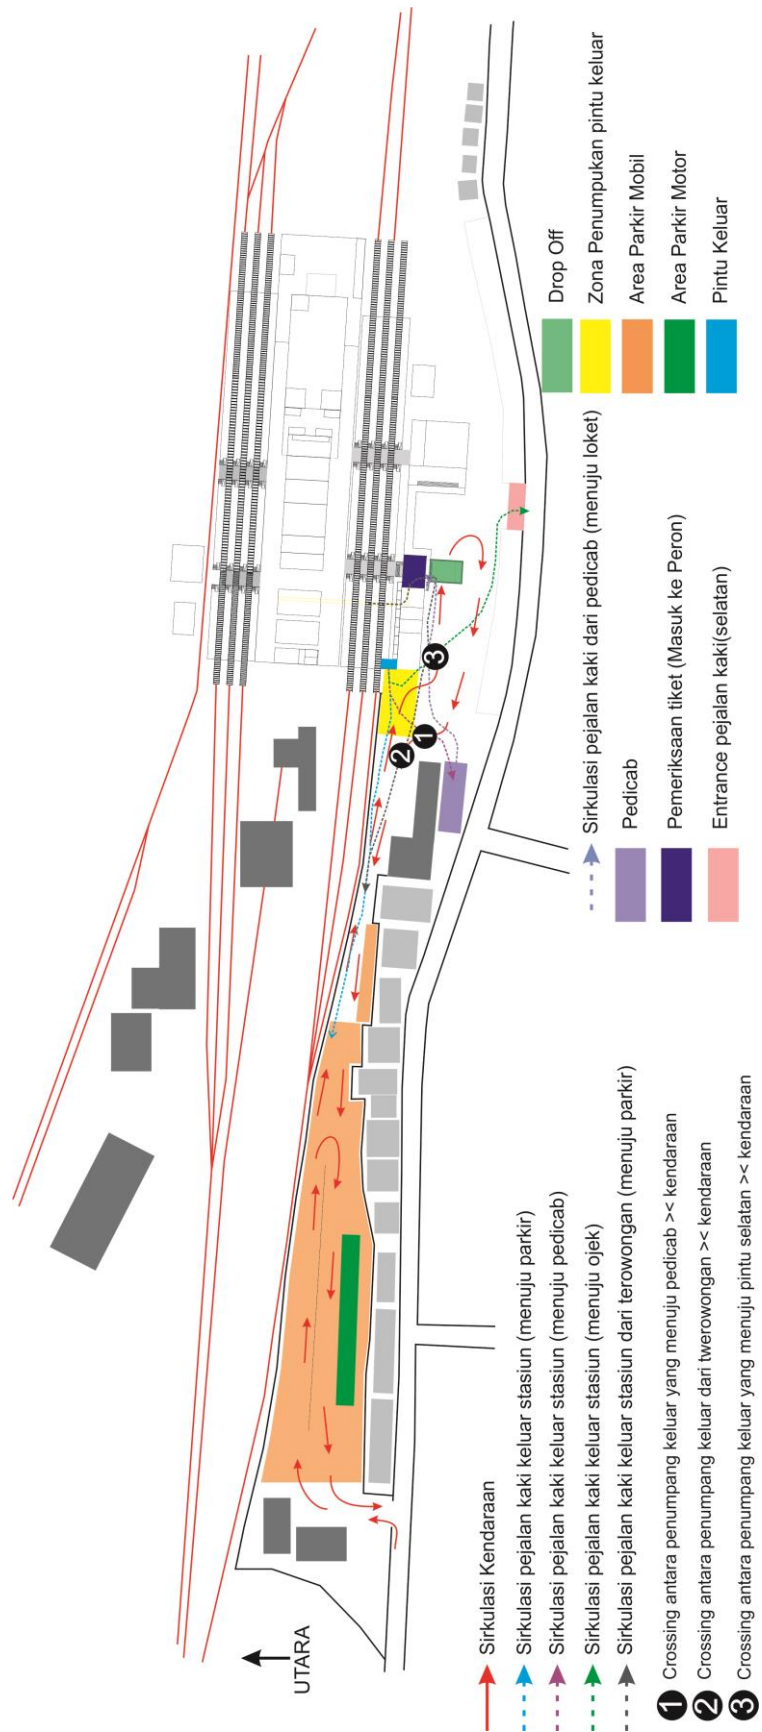 UTARA
Sirkulasi Kendaraan
Sirkulasi pejalan kaki keluar stasiun (menuju parkir)
Sirkulasi pejalan kaki keluar stasiun (menuju pedicab)
Sirkulasi pejalan kaki keluar stasiun (menuju ojek)
Sirkulasi pejalan kaki keluar stasiun dari terowongan (menuju parkir)
1 Crossing antara penumpang keluar yang menuju pedicab >< kendaraan
2 Crossing antara penumpang keluar dari twerowongan >< kendaraan
3 Crossing antara penumpang keluar yang menuju pintu selatan >< kendaraan
Sirkulasi pejalan kaki dari pedicab (menuju loket)
Pedicab
Pemeriksaan tiket (Masuk ke Peron)
Entrance pejalan kaki(selatan)
Drop Off
Zona Penumpukan pintu keluar
Area Parkir Mobil
Area Parkir Motor
Pintu Keluar
2
1
3